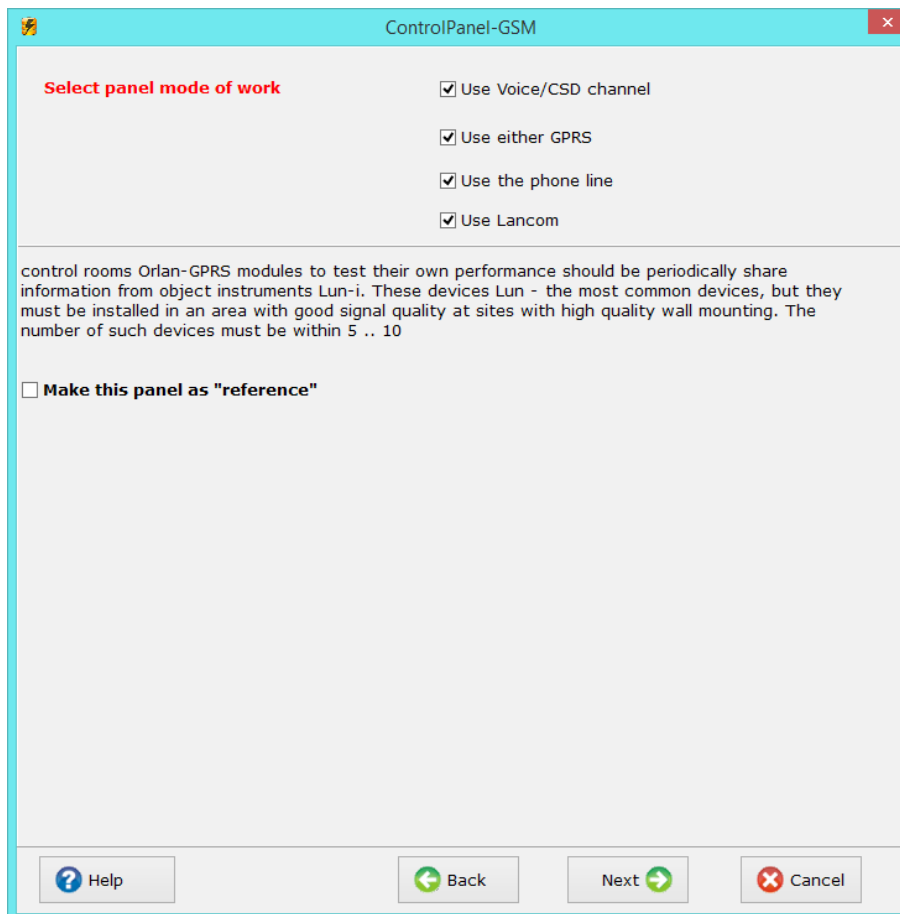 ControlPanel-GSM
Select panel mode of work
Use Voice/CSD channel
Use either GPRS
Use the phone line
Use Lancom
control rooms Orlan-GPRS modules to test their own performance should be periodically share
information from object instruments Lun-i. These devices Lun - the most common devices, but they
must be installed in an area with good signal quality at sites with high quality wall mounting. The
number of such devices must be within 5 .. 10
Make this panel as "reference"
Help
Back
Next
Cancel